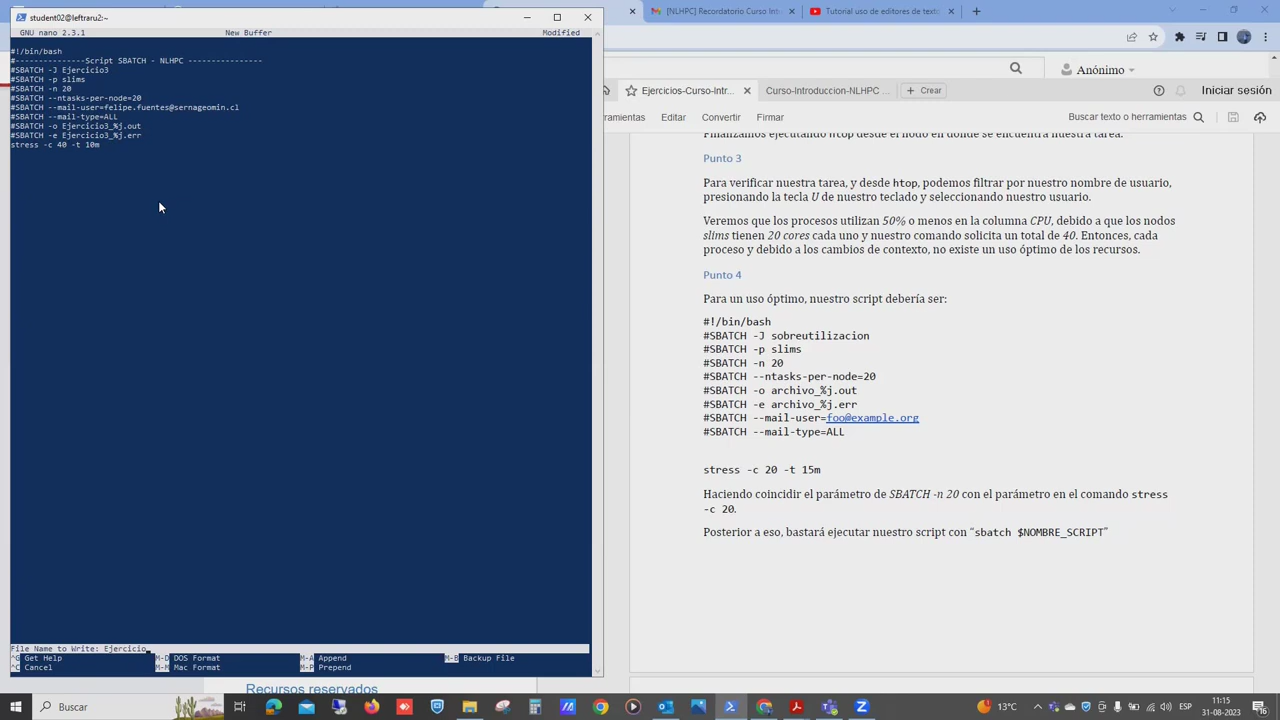 student02@leftraru2:~
GNU nano 2.3.1
New Buffer
Modified
#!/bin/bash
#---------------Script SBATCH - NLHPC ----------------
#SBATCH -J Ejercicio3
#SBATCH -p slims
#SBATCH -n 20
#SBATCH --ntasks-per-node=20
#SBATCH --mail-user=felipe.fuentes@sernageomin.cl
#SBATCH --mail-type=ALL
#SBATCH -o Ejercicio3_%j.out
#SBATCH -e Ejercicio3_%j.err
stress -c 40 -t 10m
File Name to Write: Ejercicio
^G Get Help
M-D DOS Format
M-A Append
M-B Backup File
^C Cancel
M-M Mac Format
M-P Prepend
[NLHPC] Recordatorio Curso Intro
Tutorial uso editores de textos
Anónimo
Ejercicios-Curso-Intro
Introduccion-Curso-NLHPC ...
Crear
Iniciar sesión
ramientas
Editar
Convertir
Firmar
Buscar texto o herramientas
Finalizamos ejecutando htop desde el nodo en donde se encuentra nuestra tarea.
Punto 3
Para verificar nuestra tarea, y desde htop, podemos filtrar por nuestro nombre de usuario,
presionando la tecla U de nuestro teclado y seleccionando nuestro usuario.
Veremos que los procesos utilizan 50% o menos en la columna CPU, debido a que los nodos
slims tienen 20 cores cada uno y nuestro comando solicita un total de 40. Entonces, cada
proceso y debido a los cambios de contexto, no existe un uso óptimo de los recursos.
Punto 4
Para un uso óptimo, nuestro script debería ser:
#!/bin/bash
#SBATCH -J sobreutilizacion
#SBATCH -p slims
#SBATCH -n 20
#SBATCH --ntasks-per-node=20
#SBATCH -o archivo_%j.out
#SBATCH -e archivo_%j.err
#SBATCH --mail-user=foo@example.org
#SBATCH --mail-type=ALL
stress -c 20 -t 15m
Haciendo coincidir el parámetro de SBATCH -n 20 con el parámetro en el comando stress
-c 20.
Posterior a eso, bastará ejecutar nuestro script con “sbatch $NOMBRE_SCRIPT”
Recursos reservados
Buscar
13°C
ESP
11:15
31-08-2023